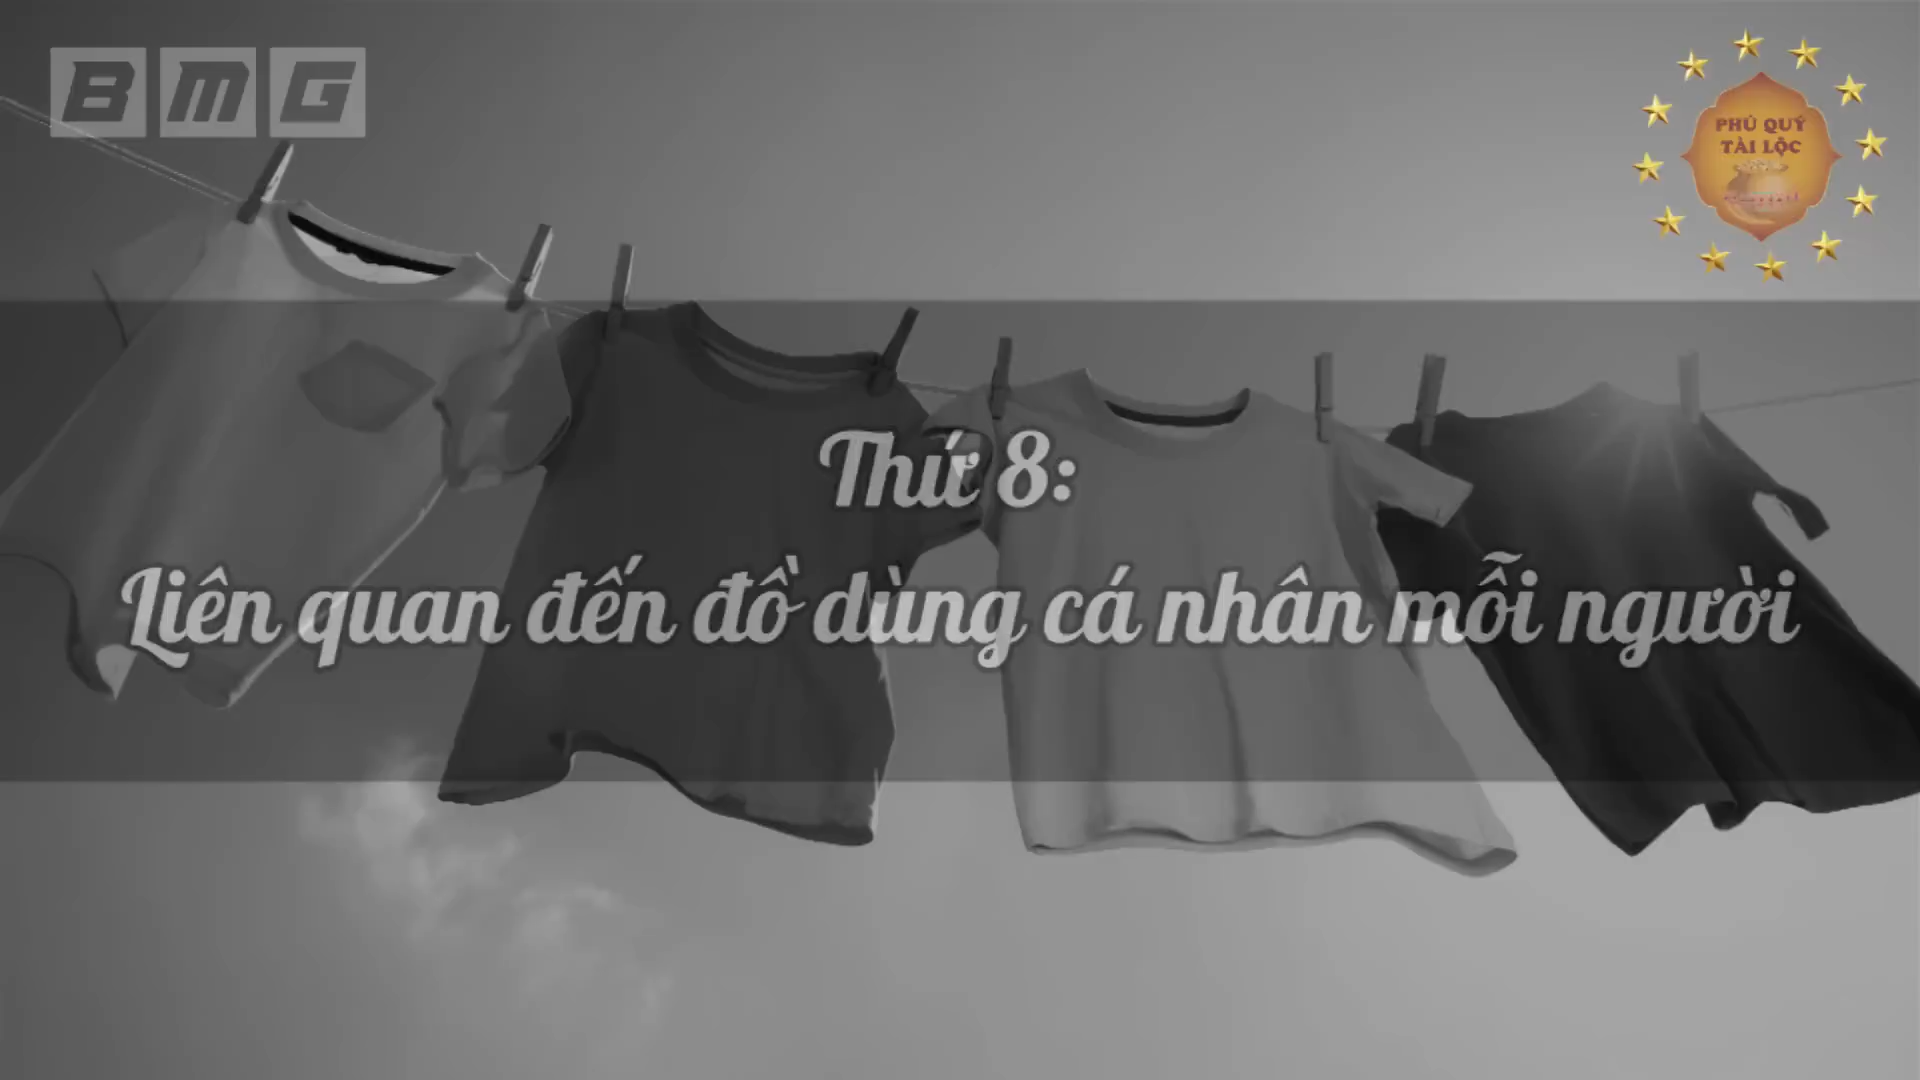 BMG
PHÚ QUÝ
TÀI LỘC
Thứ 8:
Liên quan đến đồ dùng cá nhân mỗi người